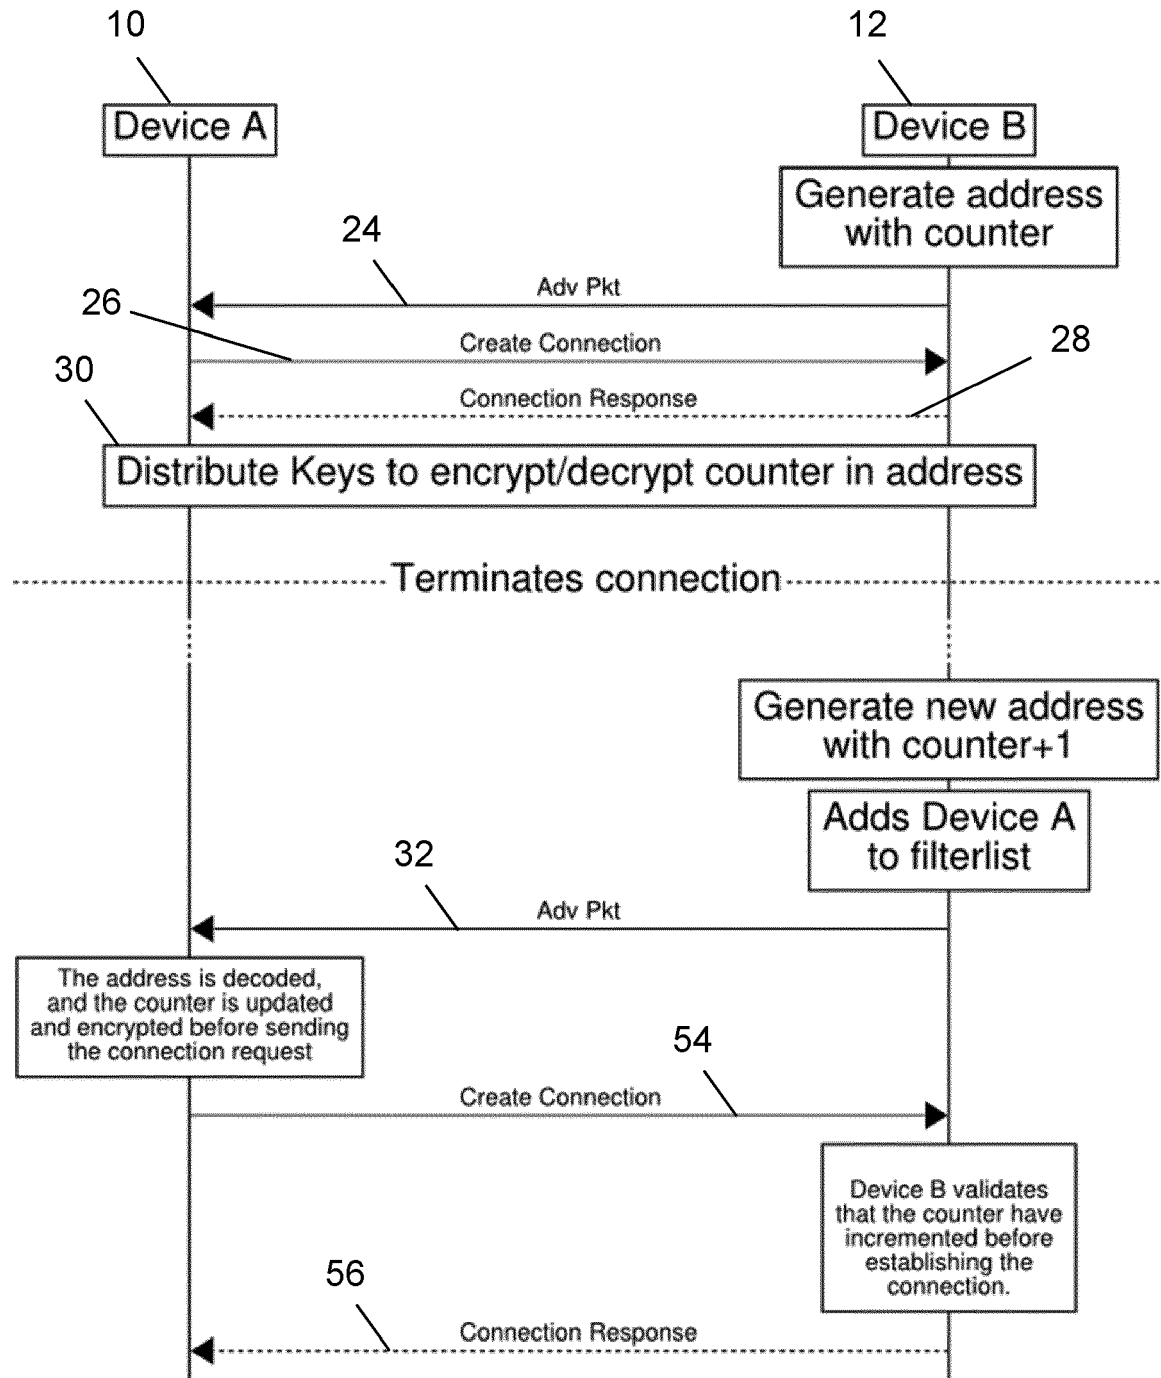 10
12
Device A
Device B
Generate address
with counter
24
Adv Pkt
26
Create Connection
28
30
Connection Response
Distribute Keys to encrypt/decrypt counter in address
Terminates connection
Generate new address
with counter+1
Adds Device A
to filterlist
32
Adv Pkt
The address is decoded,
and the counter is updated
and encrypted before sending
the connection request
54
Create Connection
Device B validates
that the counter have
incremented before
establishing the
connection.
56
Connection Response